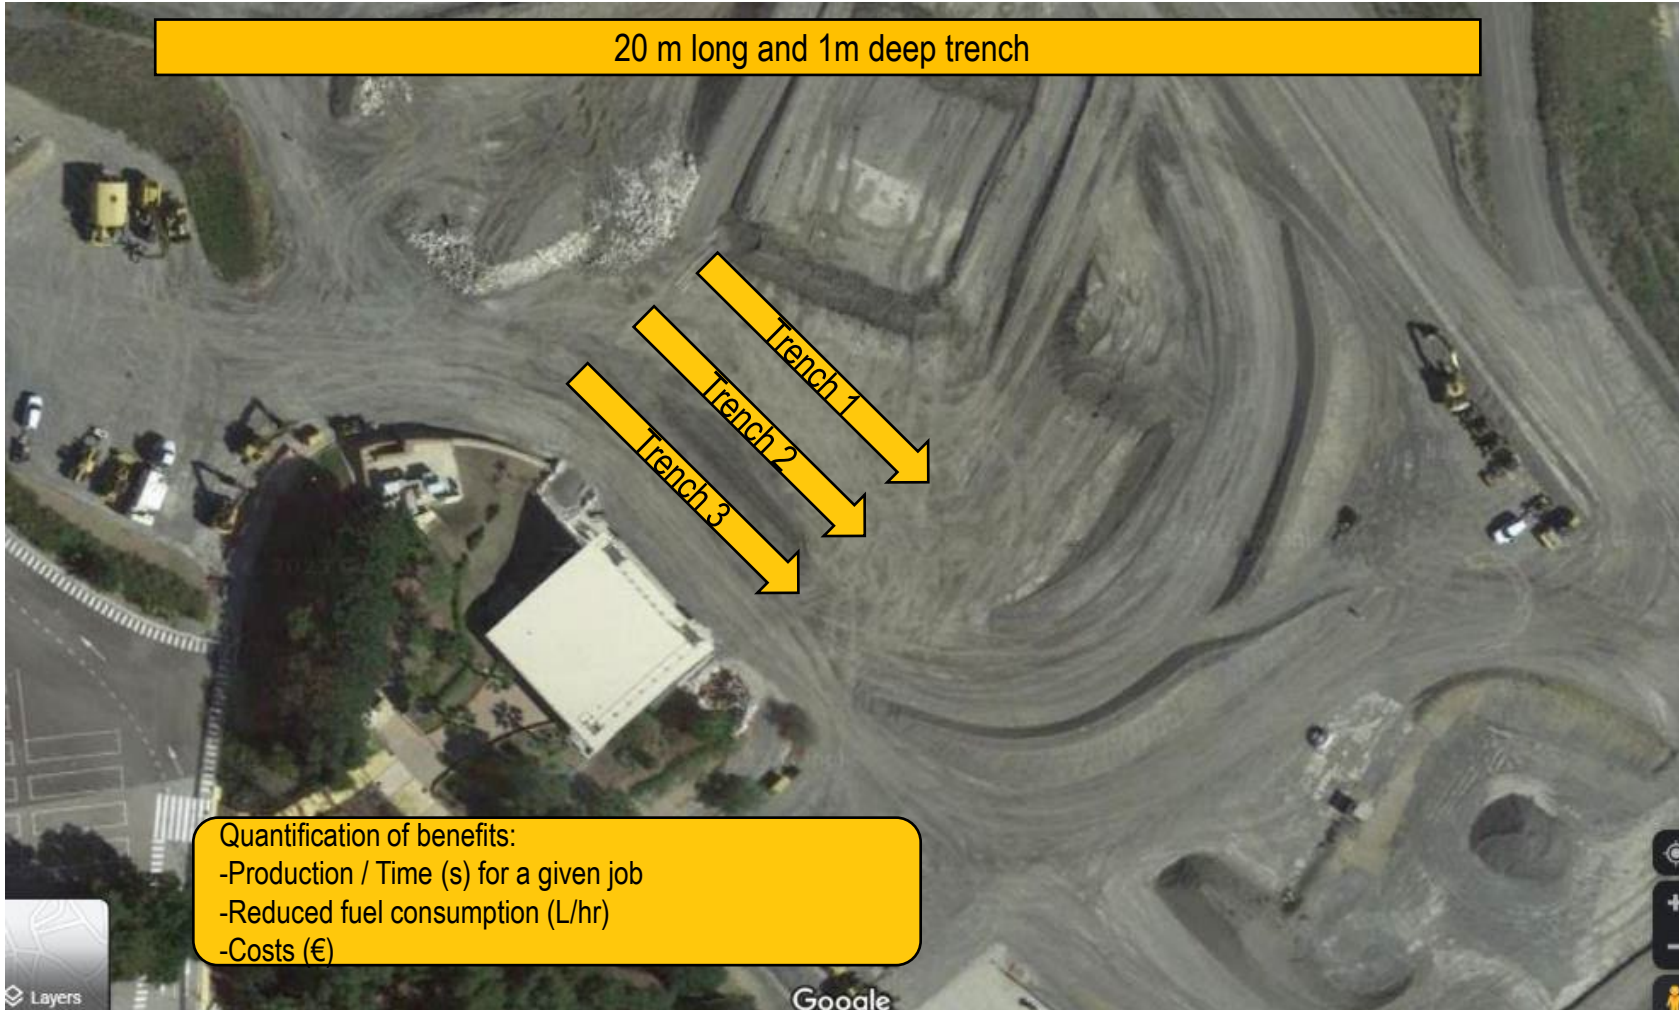 20 m long and 1m deep trench
Trench 1
Trench 2
Trench 3
Quantification of benefits:
-Production / Time (s) for a given job
-Reduced fuel consumption (L/hr)
-Costs (€)
Layers
Google